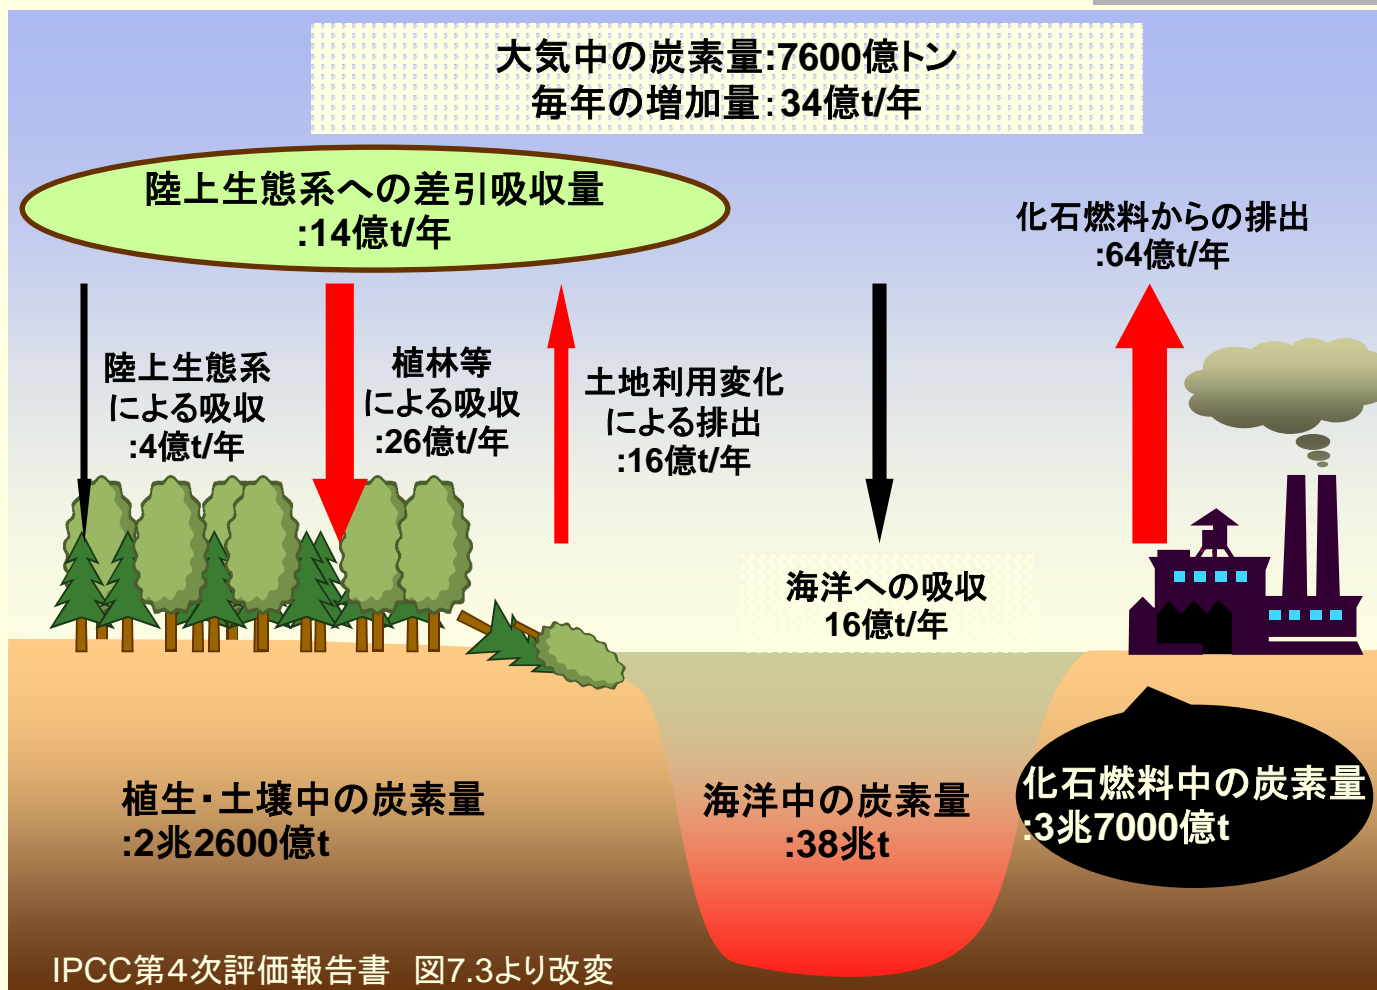 大気中の炭素量:7600億トン
毎年の増加量：34億t/年
陸上生態系への差引吸収量
:14億t/年
化石燃料からの排出
:64億t/年
陸上生態系
による吸収
:4億t/年
植林等
による吸収
:26億t/年
土地利用変化
による排出
:16億t/年
海洋への吸収
16億t/年
植生・土壌中の炭素量
:2兆2600億t
海洋中の炭素量
:38兆t
化石燃料中の炭素量
:3兆7000億t
IPCC第４次評価報告書　図7.3より改変